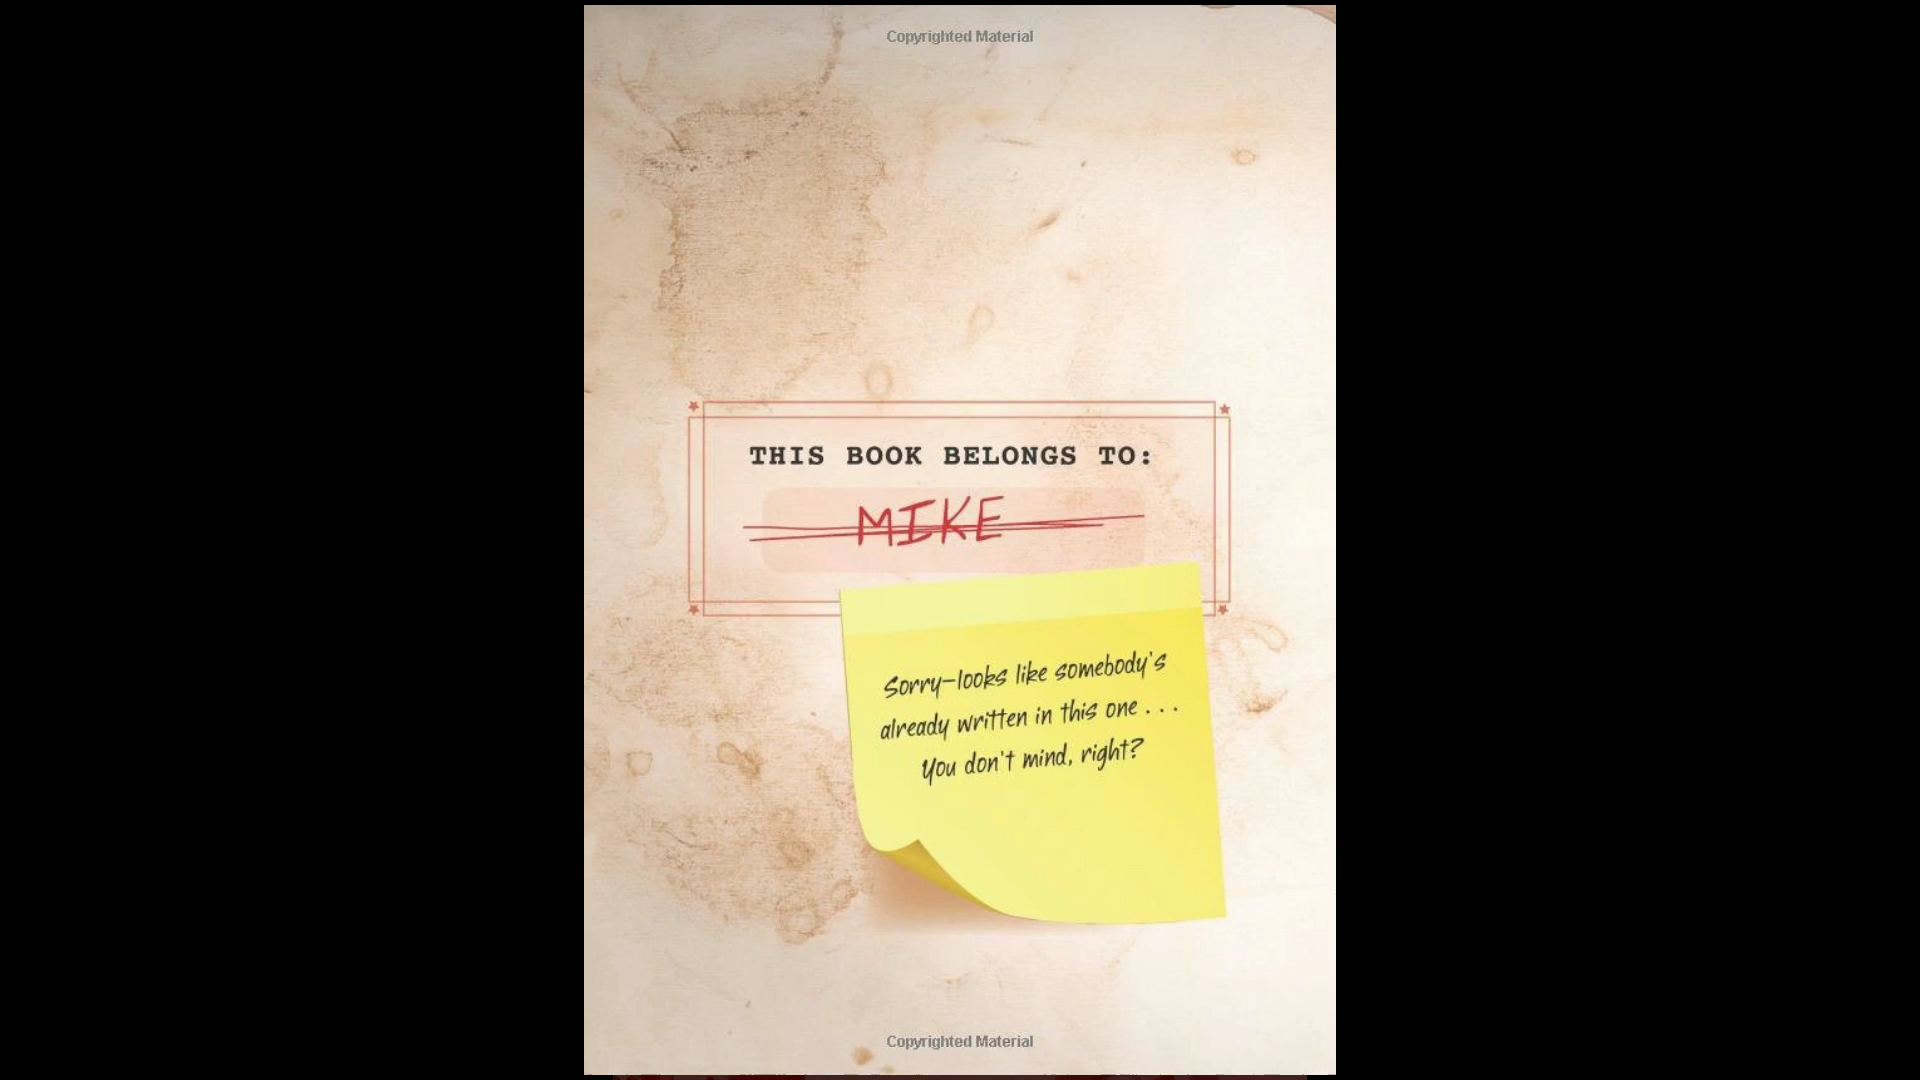 Copyrighted Material
THIS BOOK BELONGS TO:
MIKE
Sorry—looks like somebody's
already written in this one . . .
You don't mind, right?
Copyrighted Material